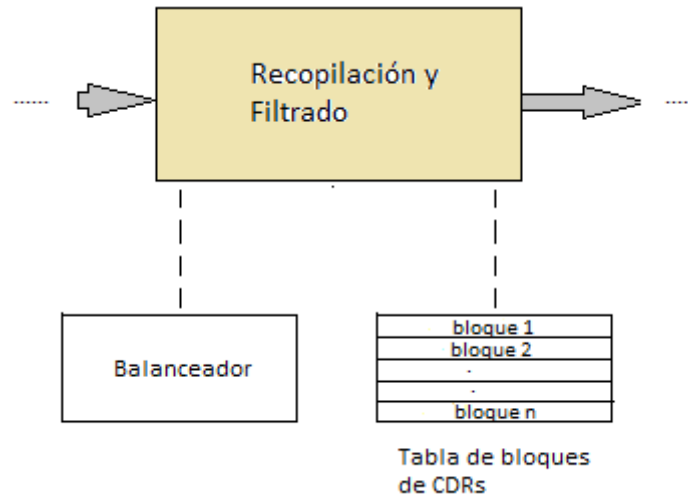 Recopilación y
Filtrado
......
....
Balanceador
bloque 1
bloque 2
.
.
bloque n
Tabla de bloques
de CDRs